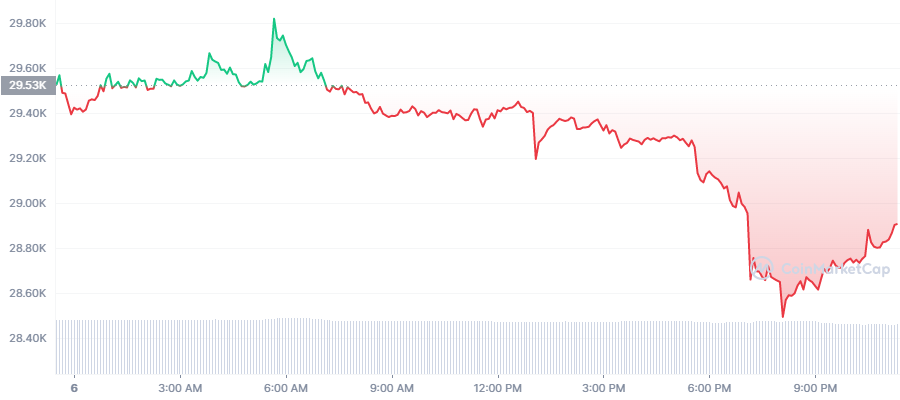 29.80K
29.60K
29.53K
29.40K
29.20K
29.00K
28.80K
28.60K
28.40K
CoinMarketCap
6 3:00 AM 6:00 AM 9:00 AM 12:00 PM 3:00 PM 6:00 PM 9:00 PM